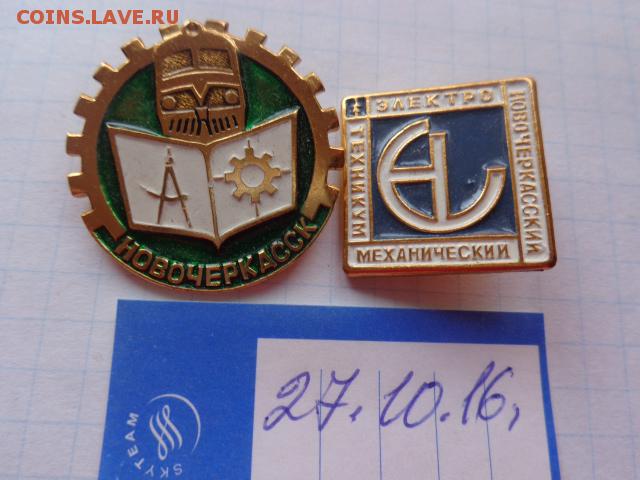 COINS.LAVE.RU
НОВОЧЕРКАССК
ЭЛЕКТРО
НОВОЧЕРКАССКИЙ
ТЕХНИКУМ
МЕХАНИЧЕСКИЙ
27.10.16,
SKYTEAM